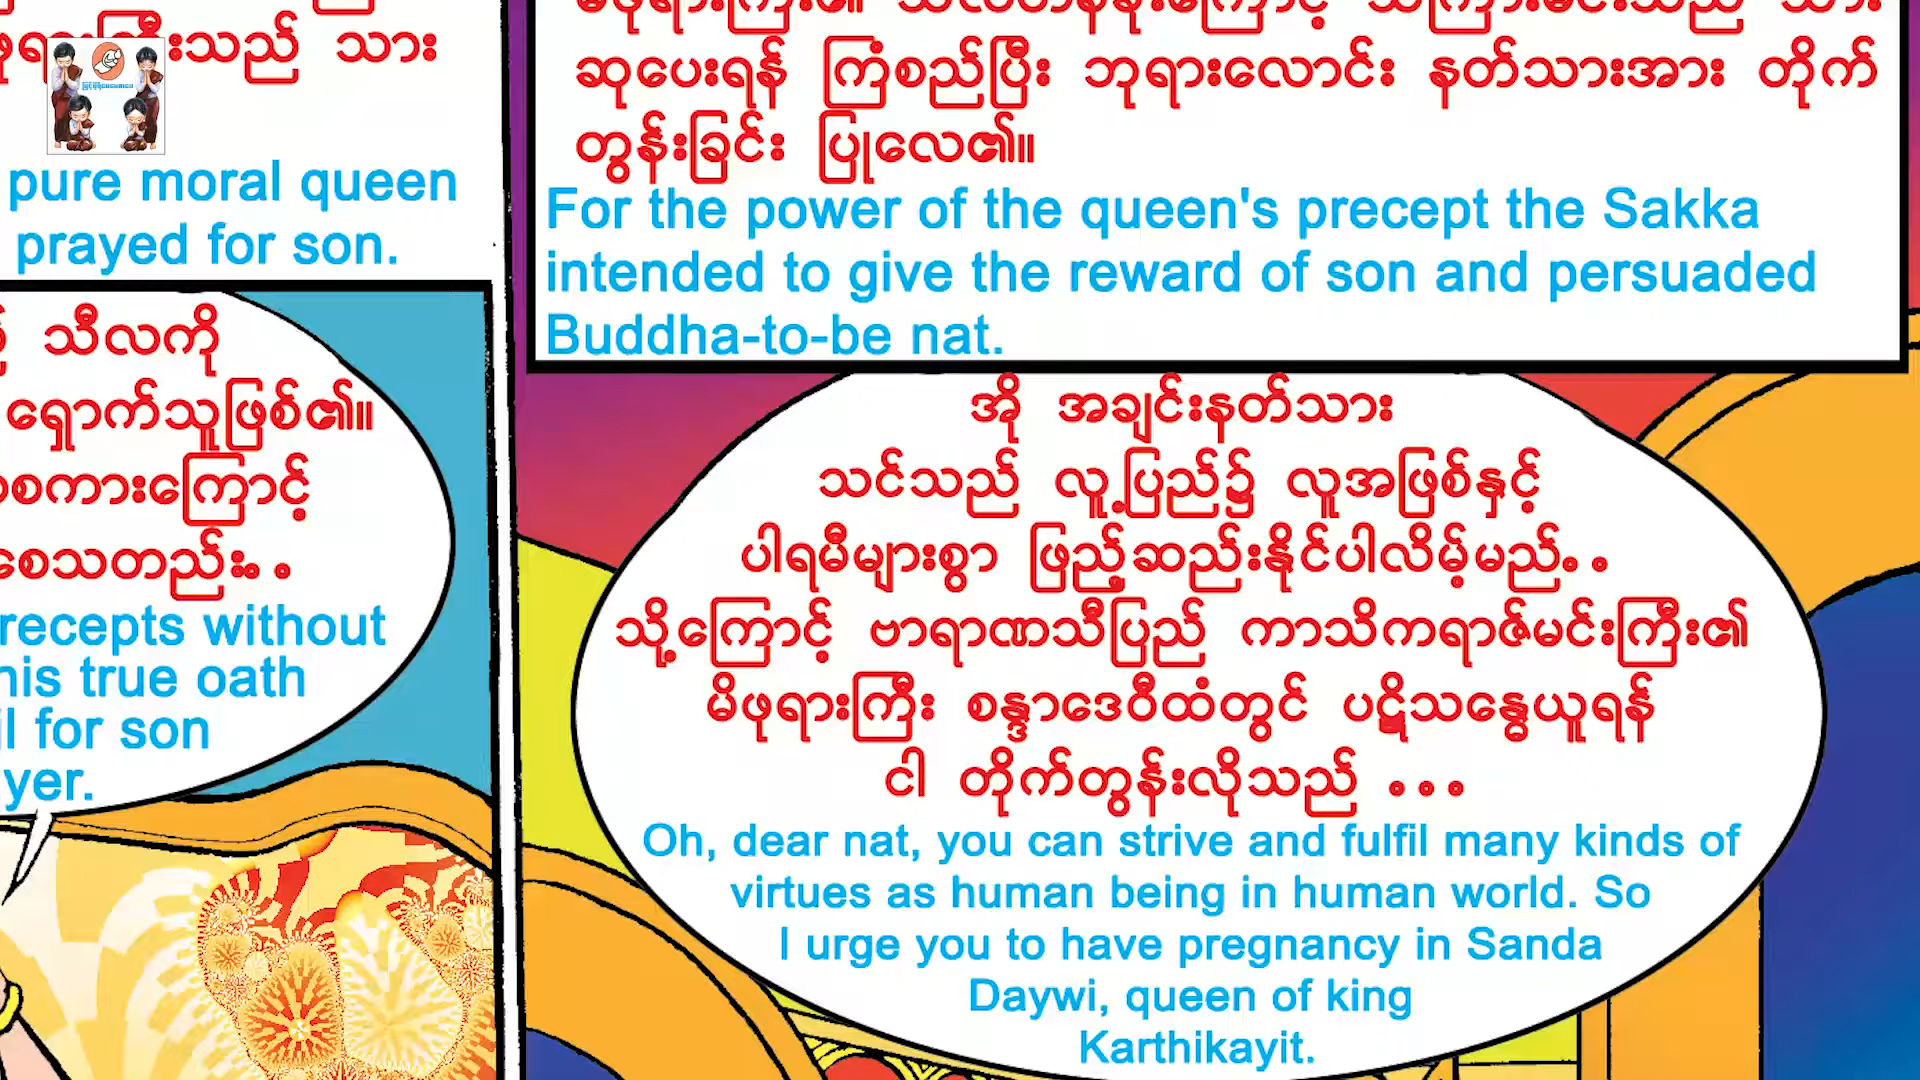 သည် သား
pure moral queen
prayed for son.
သီလကို
ရှောက်သူဖြစ်၏။
စကားကြောင့်
စေသတည်း..
recepts without
his true oath
for son
yer.
ဆုပေးရန် ကြံစည်ပြီး ဘုရားလောင်း နတ်သားအား တိုက်
တွန်းခြင်း ပြုလေ၏။
For the power of the queen's precept the Sakka
intended to give the reward of son and persuaded
Buddha-to-be nat.
အို အချင်းနတ်သား
သင်သည် လူ့ပြည်၌ လူအဖြစ်နှင့်
ပါရမီများစွာ ဖြည့်ဆည်းနိုင်ပါလိမ့်မည်..
သို့ကြောင့် ဗာရာဏသီပြည် ကာသိကရာဇ်မင်းကြီး၏
မိဖုရားကြီး စန္ဒာဒေဝီထံတွင် ပဋိသန္ဓေယူရန်
ငါ တိုက်တွန်းလိုသည် ...
Oh, dear nat, you can strive and fulfil many kinds of
virtues as human being in human world. So
I urge you to have pregnancy in Sanda
Daywi, queen of king
Karthikayit.